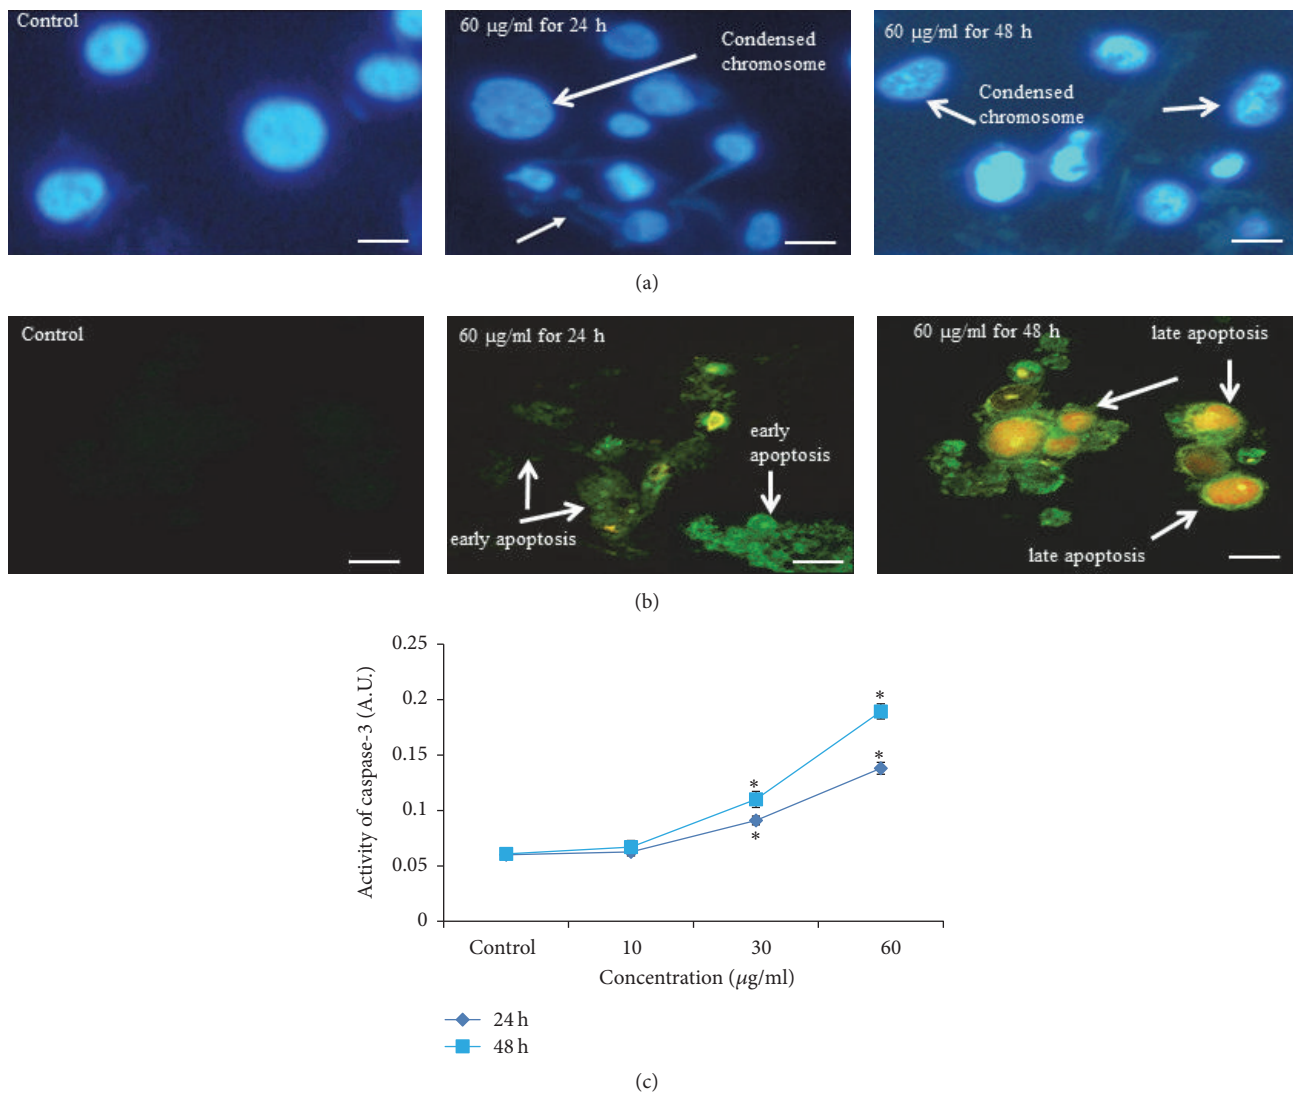 Control
60 μg/ml for 24 h
Condensed
chromosome
60 μg/ml for 48 h
Condensed
chromosome
(a)
Control
60 μg/ml for 24 h
early
apoptosis
early apoptosis
60 μg/ml for 48 h
late apoptosis
late apoptosis
(b)
Activity of caspase-3 (A.U.)
0.25
0.2
0.15
0.1
0.05
0
*
*
*
*
Control
10
30
60
Concentration (μg/ml)
24 h
48 h
(c)